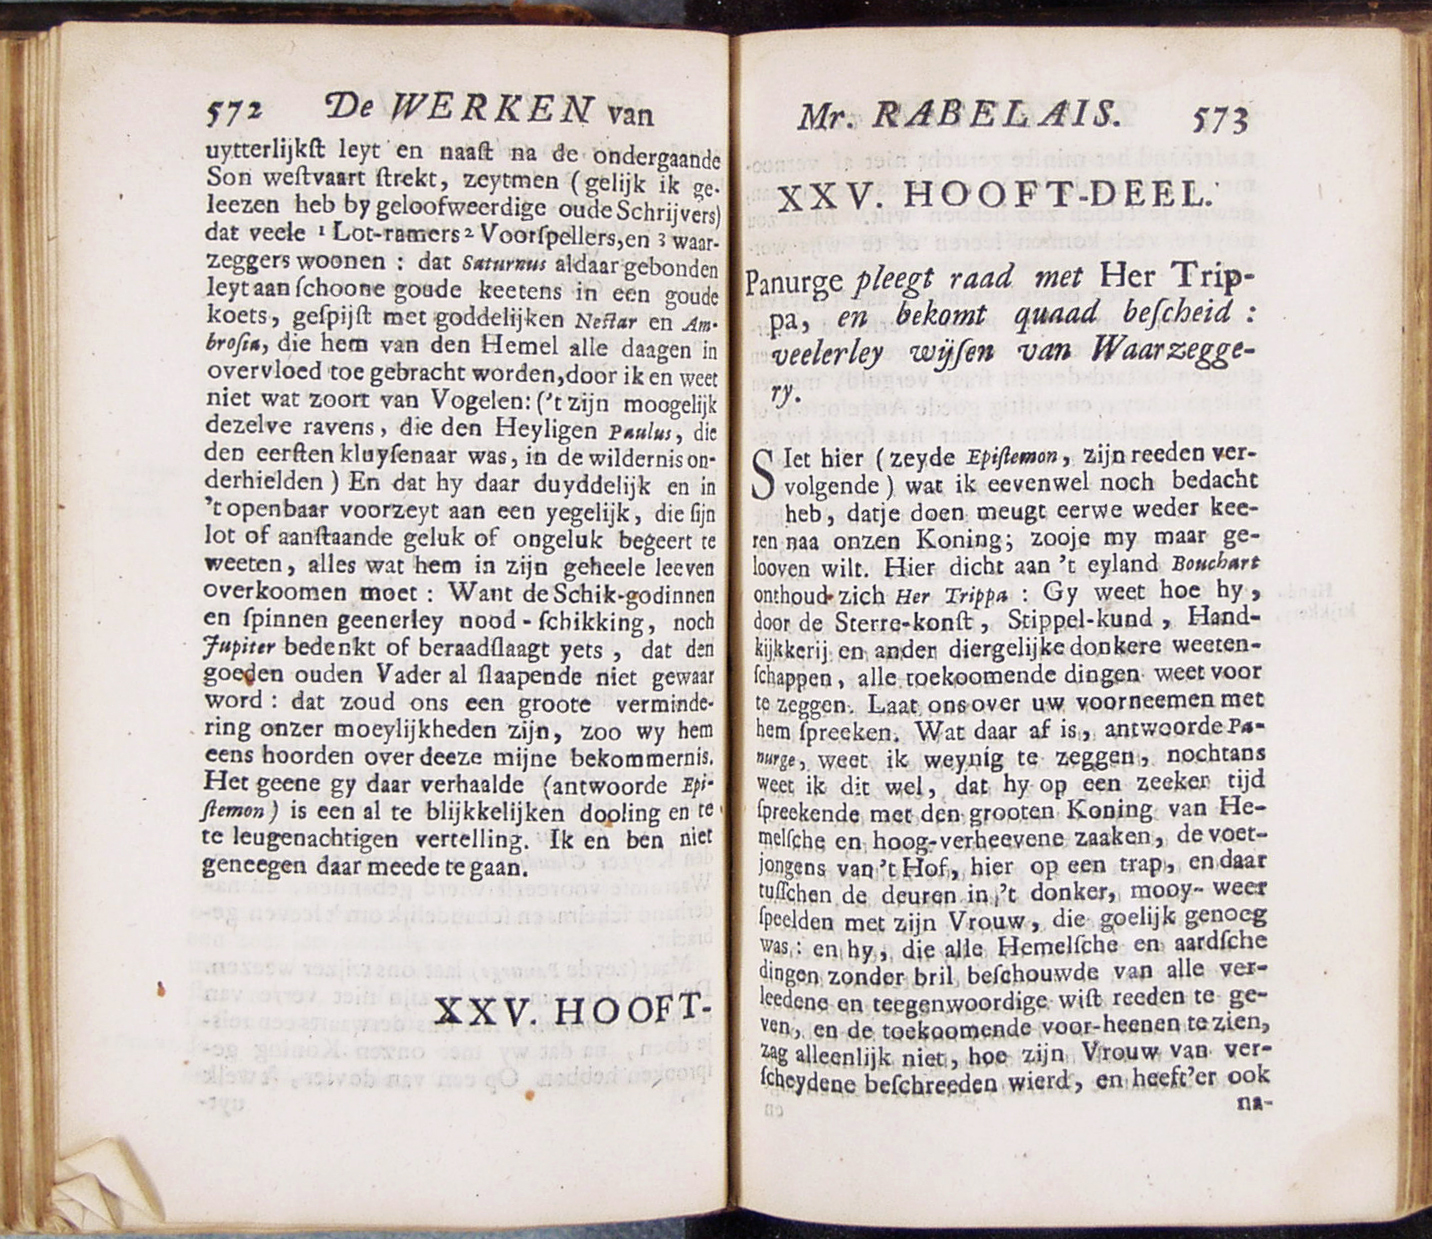 572 De WERKEN van
uytterlijkſt leyt en naaſt na de ondergaande
Son weſtvaart ſtrekt, zeytmen (gelijk ik ge-
leezen heb by geloofweerdige oude Schrijvers)
dat veele ¹ Lot-ramers ² Voorſpellers, en ³ waar-
zeggers woonen : dat Saturnus aldaar gebonden
leyt aan ſchoone goude keetens in een goude
koets, geſpijſt met goddelijken Nectar en Am-
broſia, die hem van den Hemel alle daagen in
overvloed toe gebracht worden, door ik en weet
niet wat zoort van Vogelen: ('t zijn moogelijk
dezelve ravens, die den Heyligen Paulus, die
den eerſten kluyſenaar was, in de wildernis on-
derhielden ) En dat hy daar duyddelijk en in
't openbaar voorzeyt aan een yegelijk, die ſijn
lot of aanſtaande geluk of ongeluk begeert te
weeten, alles wat hem in zijn geheele leeven
overkoomen moet : Want de Schik-godinnen
en ſpinnen geenerley nood-ſchikking, noch
Jupiter bedenkt of beraadſlaagt yets, dat den
goeden ouden Vader al ſlaapende niet gewaar
word : dat zoud ons een groote verminde-
ring onzer moeylijkheden zijn, zoo wy hem
eens hoorden over deeze mijne bekommernis.
Het geene gy daar verhaalde (antwoorde Epi-
ſtemon) is een al te blijkkelijken dooling en te
te leugenachtigen vertelling. Ik en ben niet
geneegen daar meede te gaan.
XXV. HOOFT-
Mr. RABELAIS. 573
XXV. HOOFT-DEEL.
Panurge pleegt raad met Her Trip-
pa, en bekomt quaad beſcheid :
veelerley wijſen van Waarzegge-
ry.
SIet hier (zeyde Epiſtemon, zijn reeden ver-
volgende) wat ik eevenwel noch bedacht
heb, datje doen meugt eerwe weder kee-
ren naa onzen Koning; zooje my maar ge-
looven wilt. Hier dicht aan 't eyland Bouchart
onthoud zich Her Trippa : Gy weet hoe hy,
door de Sterre-konſt, Stippel-kund, Hand-
kijkkerij en ander diergelijke donkere weeten-
ſchappen, alle toekoomende dingen weet voor
te zeggen. Laat ons over uw voorneemen met
hem ſpreeken. Wat daar af is, antwoorde Pa-
nurge, weet ik weynig te zeggen, nochtans
weet ik dit wel, dat hy op een zeeker tijd
ſpreekende met den grooten Koning van He-
melſche en hoog-verheevene zaaken, de voet-
jongens van 't Hof, hier op een trap, en daar
tuſſchen de deuren in 't donker, mooy-weer
ſpeelden met zijn Vrouw, die goelijk genoeg
was : en hy, die alle Hemelſche en aardſche
dingen zonder bril beſchouwde van alle ver-
leedene en teegenwoordige wiſt reeden te ge-
ven, en de toekoomende voor-heenen te zien,
zag alleenlijk niet, hoe zijn Vrouw van ver-
ſcheydene beſchreeden wierd, en heeft'er ook
na-